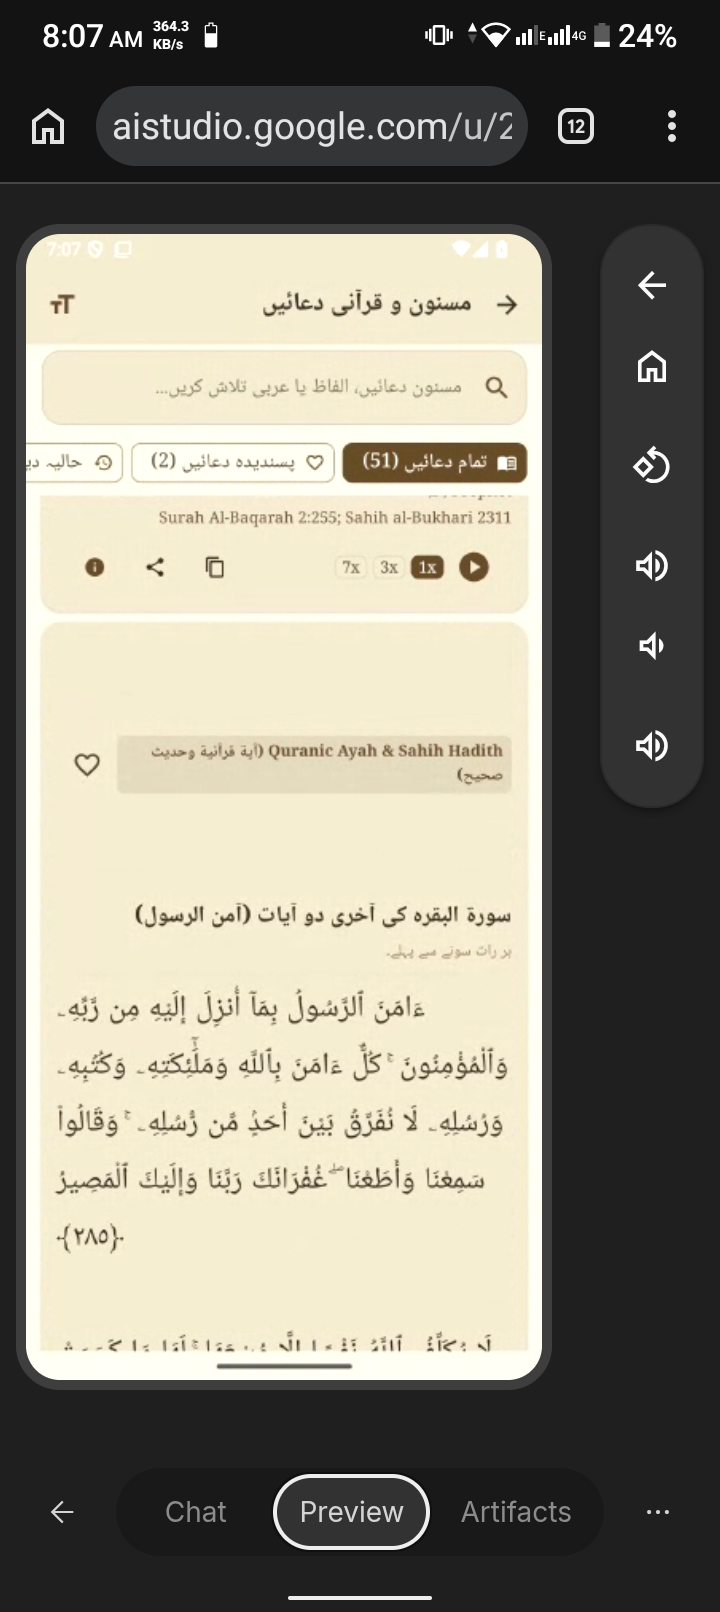 8:07 AM 364.3 KB/s E 4G 24%
aistudio.google.com/u/2
12
7:07
مسنون و قرآنی دعائیں
مسنون دعائیں، الفاظ یا عربی تلاش کریں...
تمام دعائیں (51)
پسندیدہ دعائیں (2)
حالیہ
Surah Al-Baqarah 2:255; Sahih al-Bukhari 2311
1x 3x 7x
Quranic Ayah & Sahih Hadith (آية قرآنية وحديث
صحيح)
سورة البقرہ کی آخری دو آیات (آمن الرسول)
ہر رات سونے سے پہلے۔
ءَامَنَ ٱلرَّسُولُ بِمَآ أُنزِلَ إِلَيْهِ مِن رَّبِّهِۦ
وَٱلْمُؤْمِنُونَ ۚ كُلٌّ ءَامَنَ بِٱللَّهِ وَمَلَٰٓئِكَتِهِۦ وَكُتُبِهِۦ
وَرُسُلِهِۦ لَا نُفَرِّقُ بَيْنَ أَحَدٍ مِّن رُّسُلِهِۦ ۚ وَقَالُوا۟
سَمِعْنَا وَأَطَعْنَا ۖ غُفْرَانَكَ رَبَّنَا وَإِلَيْكَ ٱلْمَصِيرُ
﴿٢٨٥﴾
Chat Preview Artifacts